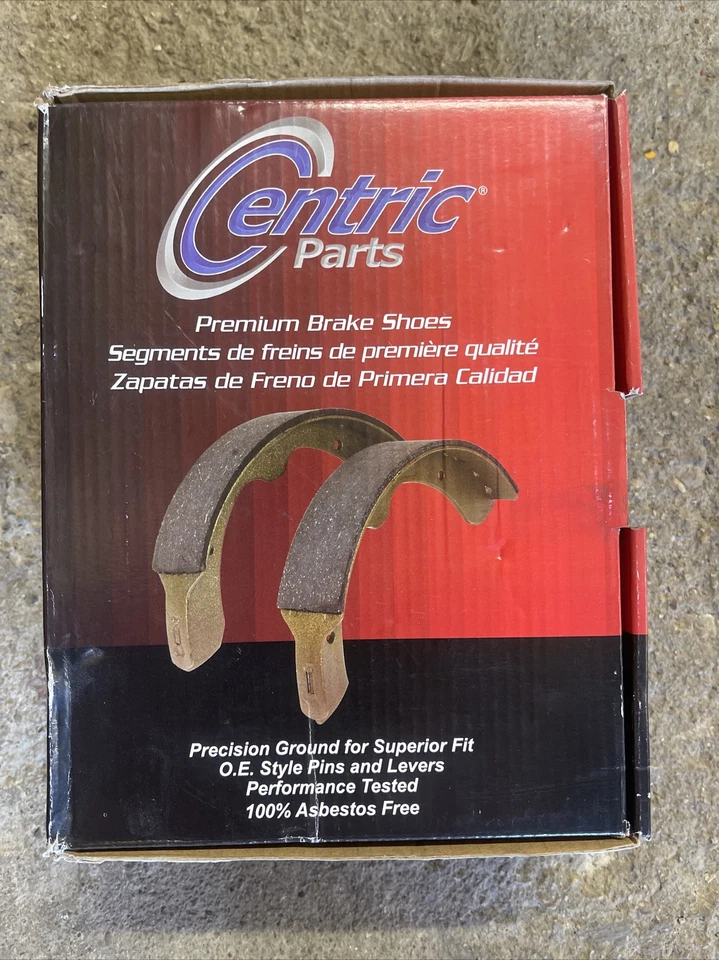 Centric®
Parts
Premium Brake Shoes
Segments de freins de première qualité
Zapatas de Freno de Primera Calidad
Precision Ground for Superior Fit
O.E. Style Pins and Levers
Performance Tested
100% Asbestos Free